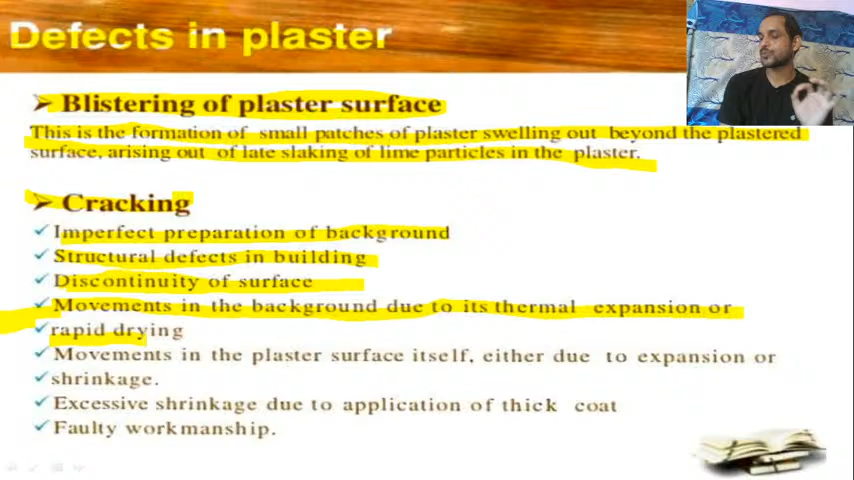 Defects in plaster
Blistering of plaster surface
This is the formation of small patches of plaster swelling out beyond the plastered
surface, arising out of late slaking of lime particles in the plaster.
Cracking
Imperfect preparation of background
Structural defects in building
Discontinuity of surface
Movements in the background due to its thermal expansion or
rapid drying
Movements in the plaster surface itself, either due to expansion or
shrinkage.
Excessive shrinkage due to application of thick coat
Faulty workmanship.